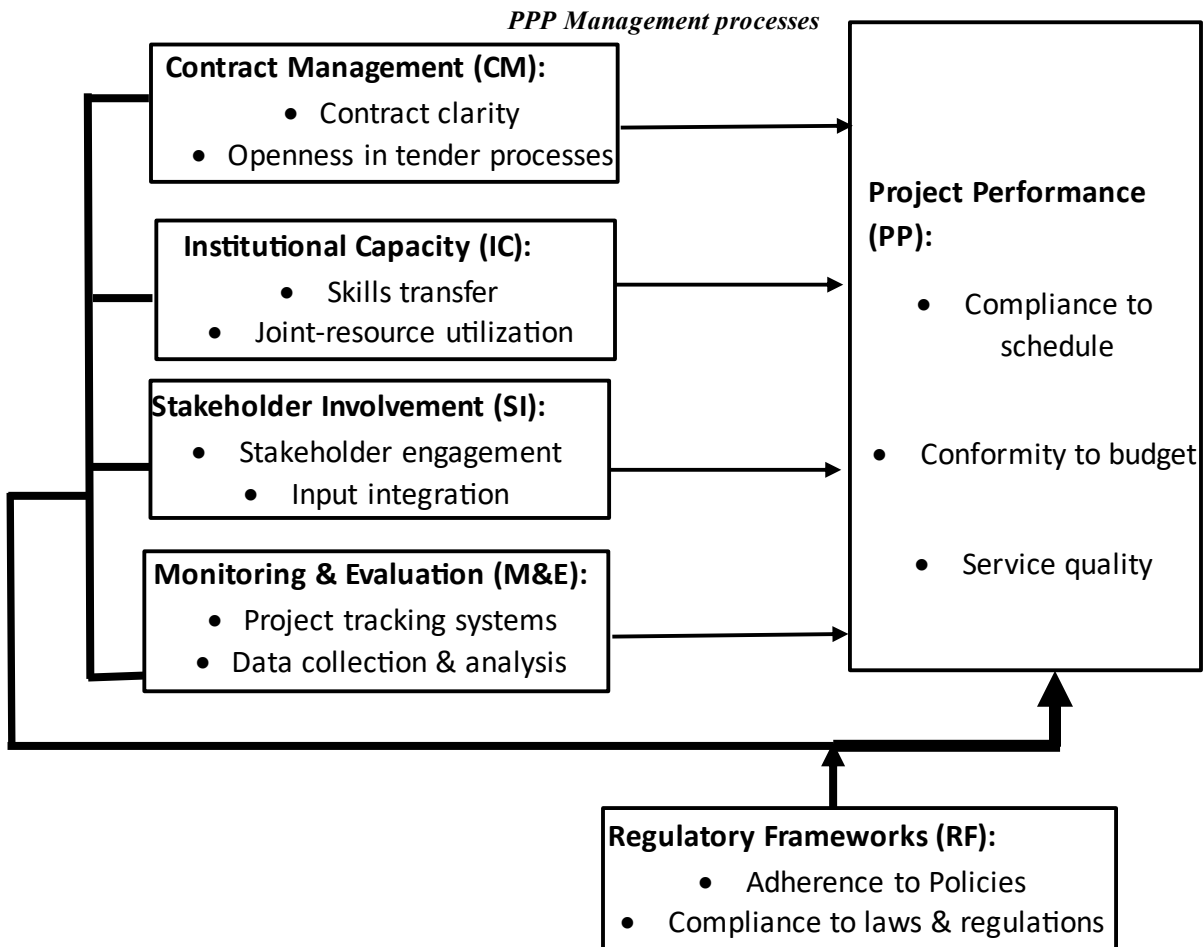 PPP Management processes
Contract Management (CM):
• Contract clarity
• Openness in tender processes
Institutional Capacity (IC):
• Skills transfer
• Joint-resource utilization
Stakeholder Involvement (SI):
• Stakeholder engagement
• Input integration
Monitoring & Evaluation (M&E):
• Project tracking systems
• Data collection & analysis
Project Performance
(PP):
• Compliance to
schedule
• Conformity to budget
• Service quality
Regulatory Frameworks (RF):
• Adherence to Policies
• Compliance to laws & regulations